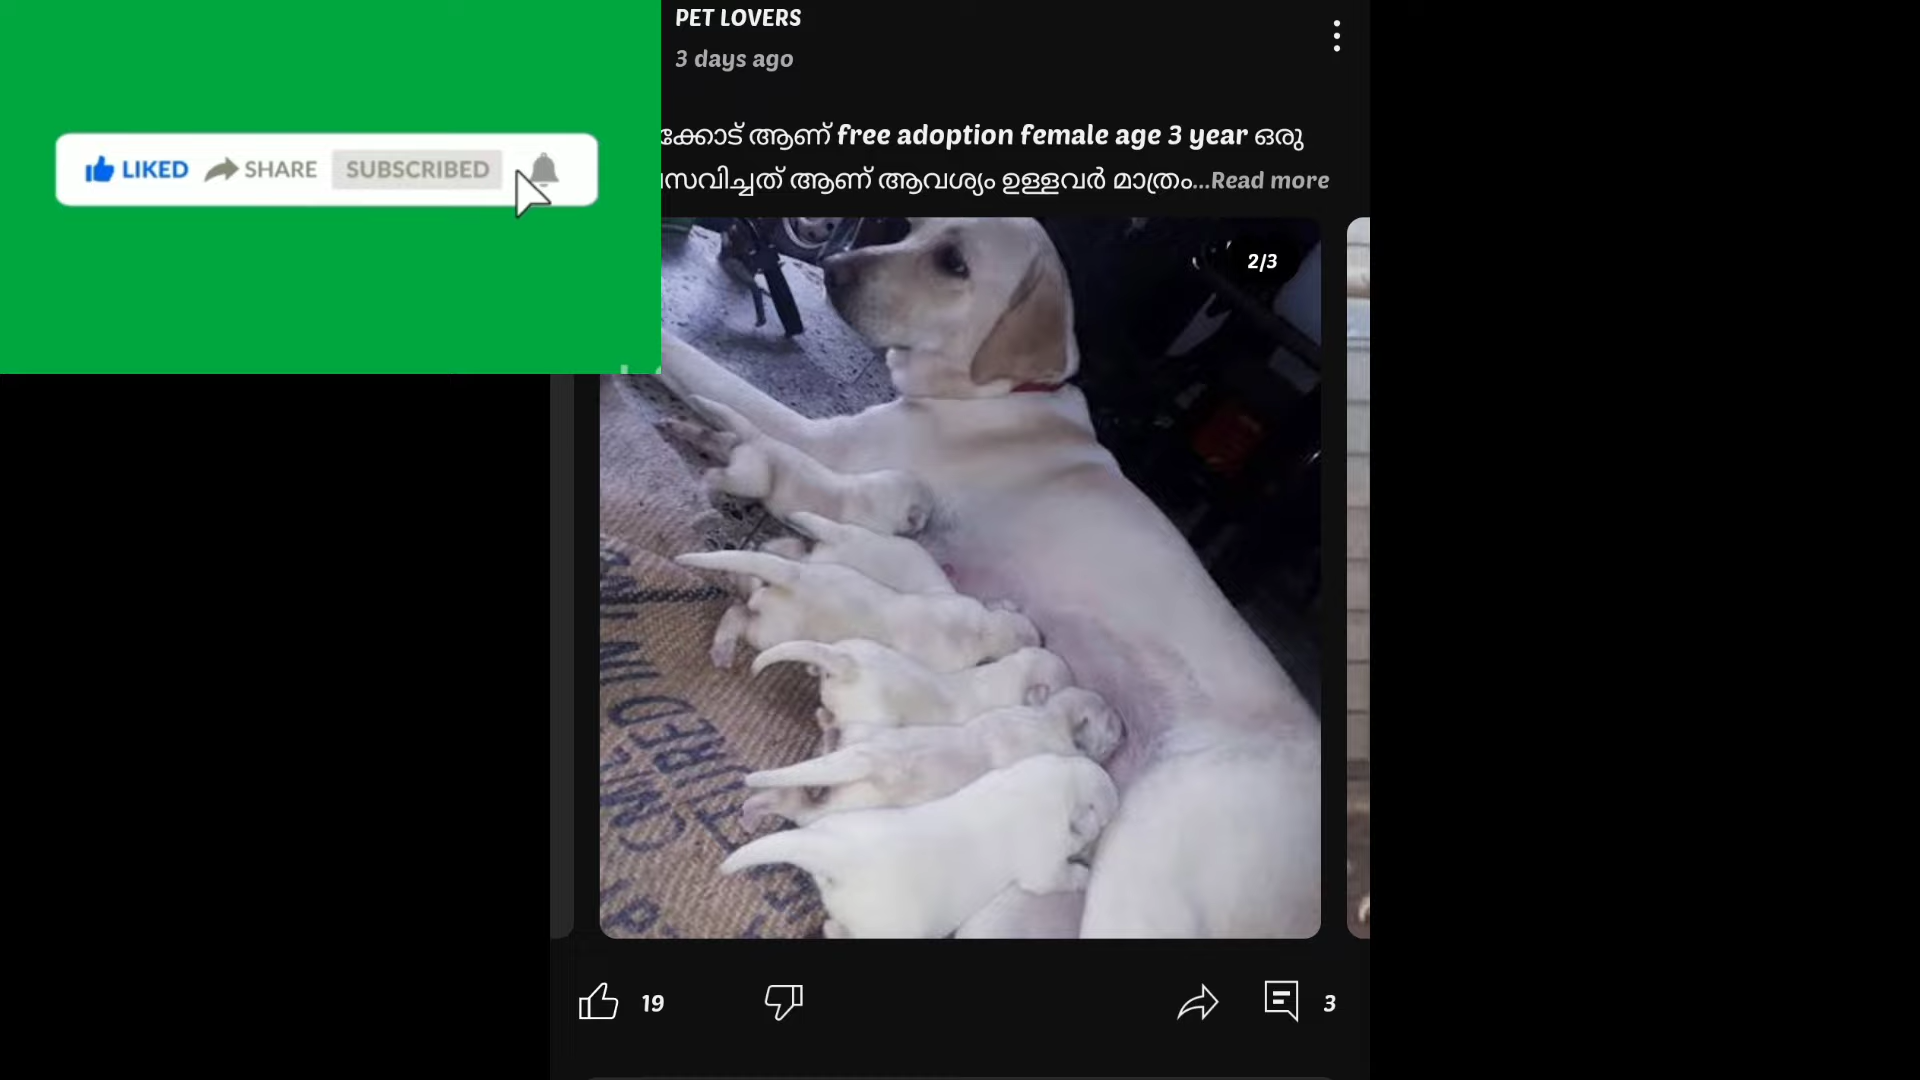 PET LOVERS
3 days ago
LIKED SHARE SUBSCRIBED
ക്കോട് ആണ് free adoption female age 3 year ഒരു
സവിച്ചത് ആണ് ആവശ്യം ഉള്ളവർ മാത്രം...Read more
2/3
19
3